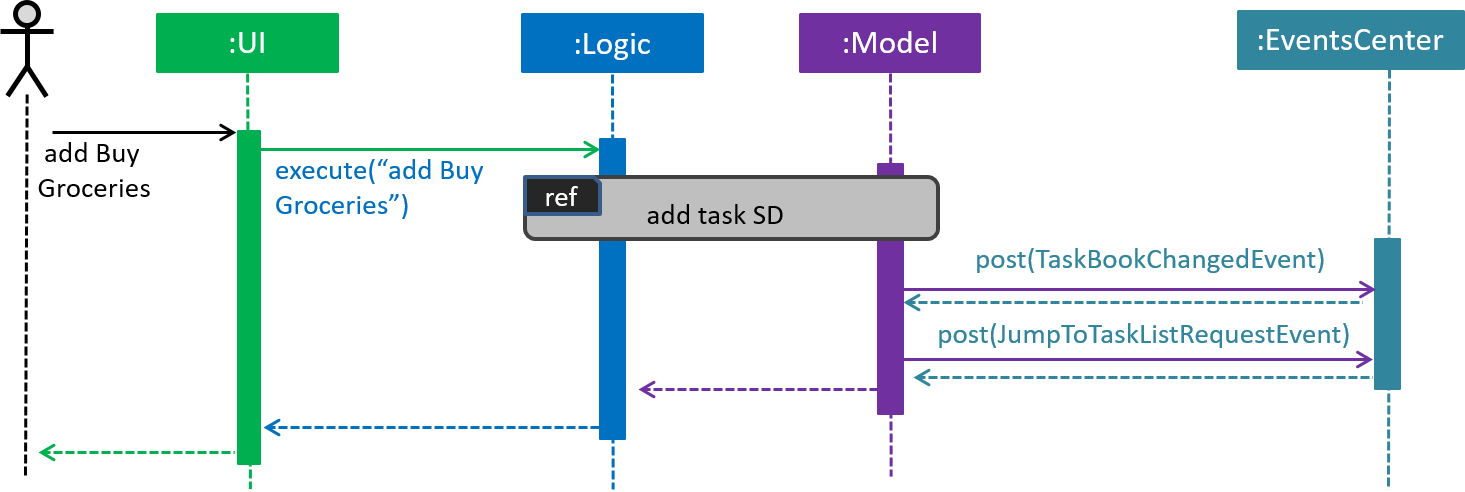 :UI
:Logic
:Model
:EventsCenter
add Buy
Groceries
execute(“add Buy
Groceries”)
ref
add task SD
post(TaskBookChangedEvent)
post(JumpToTaskListRequestEvent)